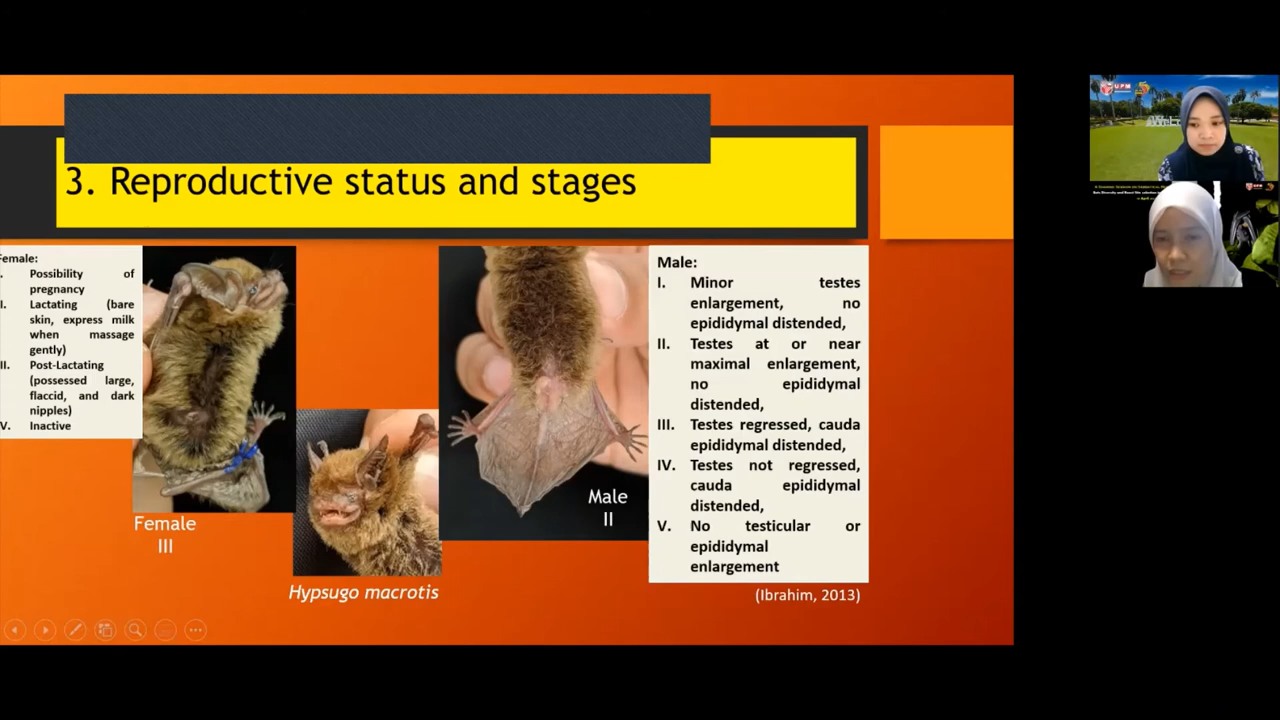 3. Reproductive status and stages
Female:
I. Possibility of
pregnancy
I. Lactating (bare
skin, express milk
when massage
gently)
II. Post-Lactating
(possessed large,
flaccid, and dark
nipples)
V. Inactive
Female
III
Hypsugo macrotis
Male
II
Male:
I. Minor testes
enlargement, no
epididymal distended,
II. Testes at or near
maximal enlargement,
no epididymal
distended,
III. Testes regressed, cauda
epididymal distended,
IV. Testes not regressed,
cauda epididymal
distended,
V. No testicular or
epididymal
enlargement
(Ibrahim, 2013)
UPM